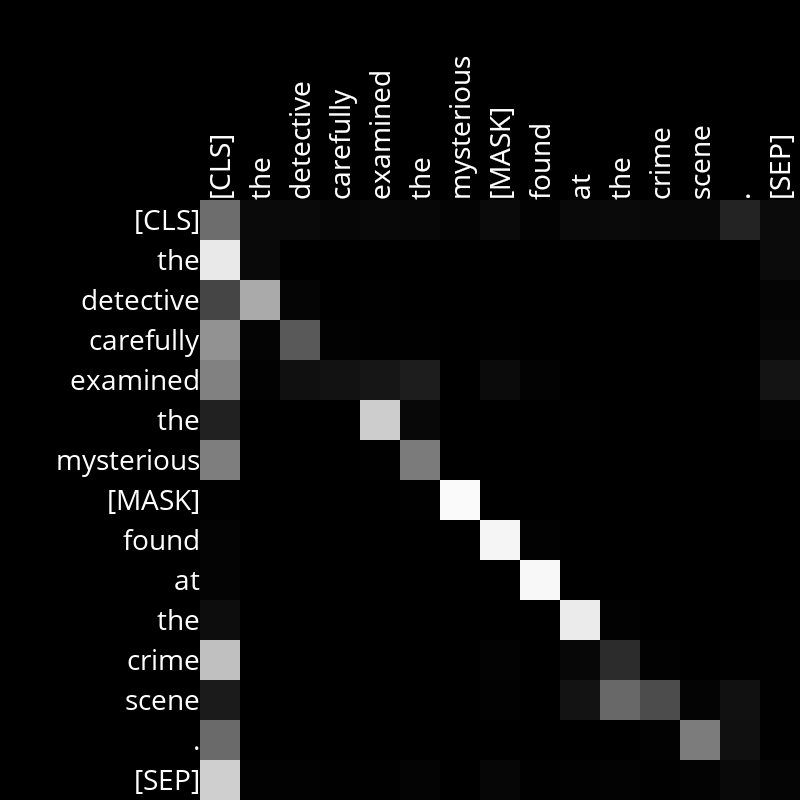 [CLS]
the
detective
carefully
examined
the
mysterious
[MASK]
found
at
the
crime
scene
.
[SEP]
[CLS]
the
detective
carefully
examined
the
mysterious
[MASK]
found
at
the
crime
scene
.
[SEP]